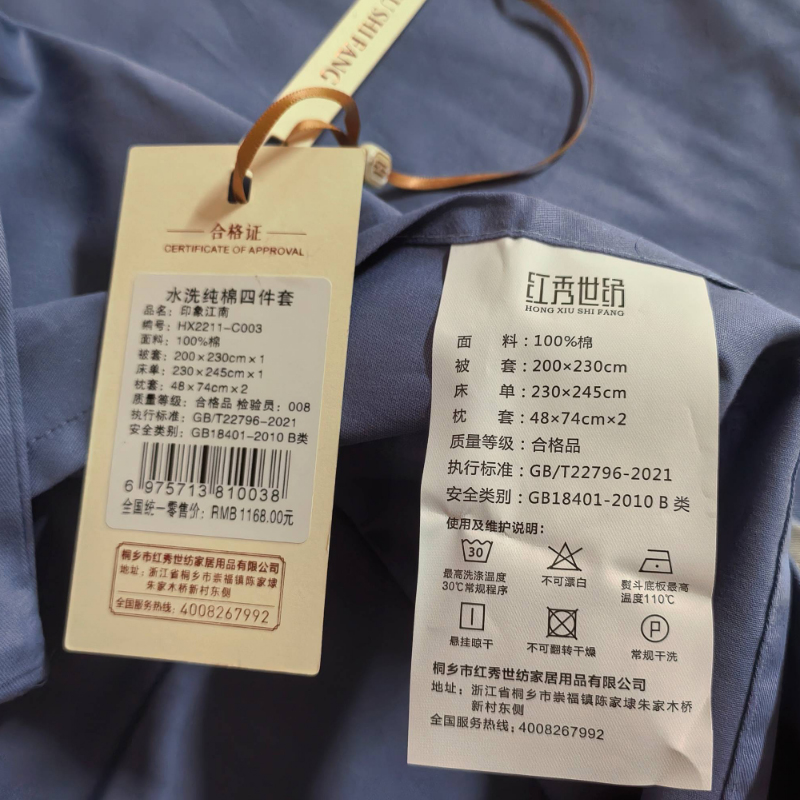 USHIFANG
合格证
CERTIFICATE OF APPROVAL
水洗纯棉四件套
品名：印象江南
编号：HX2211-C003
面料：100%棉
被套：200×230cm×1
床单：230×245cm×1
枕套：48×74cm×2
质量等级：合格品 检验员：008
执行标准：GB/T22796-2021
安全类别：GB18401-2010 B类
6 975713 810038
全国统一零售价：RMB1168.00元
桐乡市红秀世纺家居用品有限公司
地址：浙江省桐乡市崇福镇陈家埭
朱家木桥新村东侧
全国服务热线：4008267992
红秀世纺
HONG XIU SHI FANG
面 料：100%棉
被 套：200×230cm
床 单：230×245cm
枕 套：48×74cm×2
质量等级：合格品
执行标准：GB/T22796-2021
安全类别：GB18401-2010 B 类
使用及维护说明：
30
最高洗涤温度
30℃常规程序
不可漂白
熨斗底板最高
温度110℃
悬挂晾干
不可翻转干燥
P
常规干洗
桐乡市红秀世纺家居用品有限公司
地址：浙江省桐乡市崇福镇陈家埭朱家木桥
新村东侧
全国服务热线：4008267992